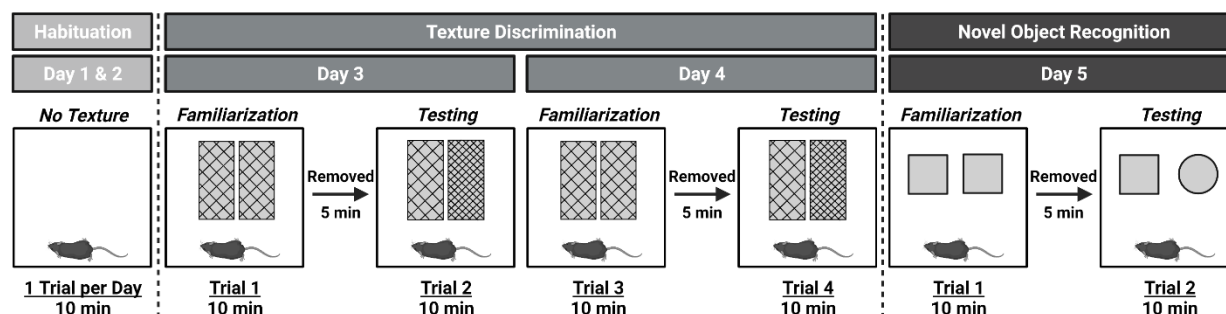 Habituation
Texture Discrimination
Novel Object Recognition
Day 1 & 2
Day 3
Day 4
Day 5
No Texture
Familiarization
Testing
Familiarization
Testing
Familiarization
Testing
Removed
5 min
Removed
5 min
Removed
5 min
1 Trial per Day
10 min
Trial 1
10 min
Trial 2
10 min
Trial 3
10 min
Trial 4
10 min
Trial 1
10 min
Trial 2
10 min